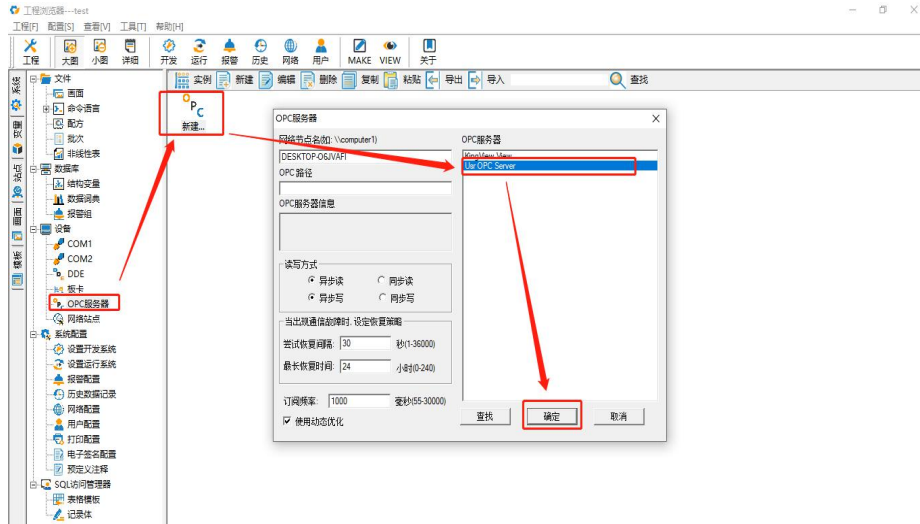 工程浏览器---test
工程[F] 配置[S] 查看[V] 工具[T] 帮助[H]
工程 大图 小图 详细 开发 运行 报警 历史 网络 用户 MAKE VIEW 关于
系统
变量
站点
画面
模板
文件
画面
命令语言
配方
批次
非线性表
数据库
结构变量
数据词典
报警组
设备
COM1
COM2
DDE
板卡
OPC服务器
网络站点
系统配置
设置开发系统
设置运行系统
报警配置
历史数据记录
网络配置
用户配置
打印配置
电子签名配置
预定义注释
SQL访问管理器
表格模板
记录体
实例 新建 编辑 删除 复制 粘贴 导出 导入 查找
OPC
新建...
OPC服务器
网络节点名(如: \\computer1)
DESKTOP-O6JVAFI
OPC 路径
OPC服务器信息
读写方式
异步读 同步读
异步写 同步写
当出现通信故障时, 设定恢复策略
尝试恢复间隔: 30 秒(1-36000)
最长恢复时间: 24 小时(0-240)
订阅频率: 1000 毫秒(55-30000)
使用动态优化
OPC服务器
KingView.View
Usr OPC Server
查找 确定 取消